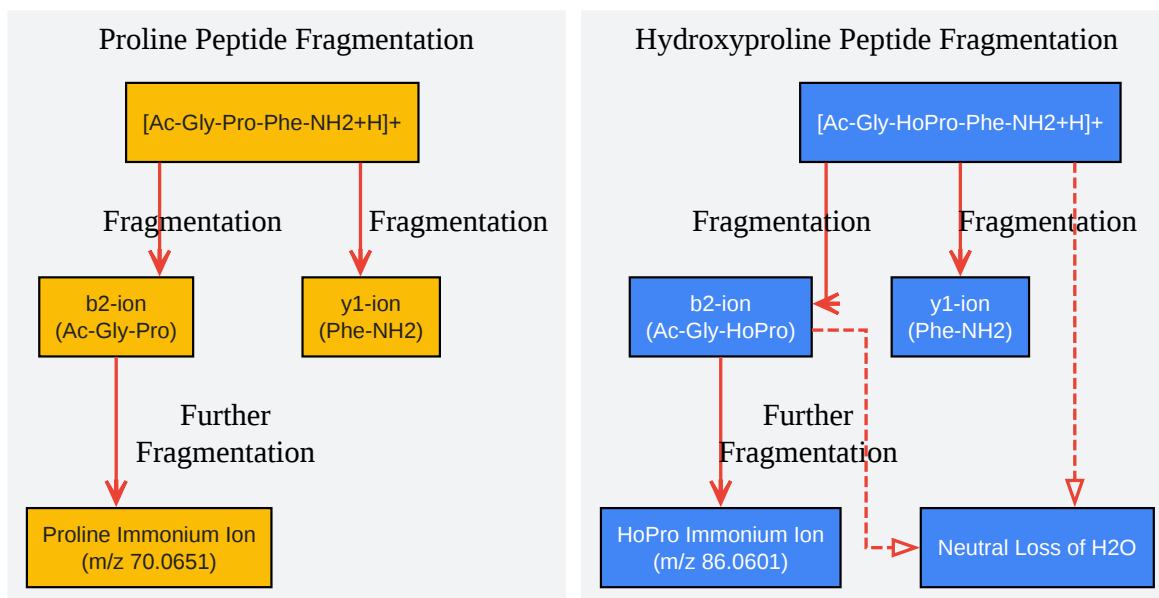 Proline Peptide Fragmentation
[Ac-Gly-Pro-Phe-NH2+H]+
Fragmentation
Fragmentation
b2-ion
(Ac-Gly-Pro)
y1-ion
(Phe-NH2)
Further
Fragmentation
Proline Immonium Ion
(m/z 70.0651)
Hydroxyproline Peptide Fragmentation
[Ac-Gly-HoPro-Phe-NH2+H]+
Fragmentation
Fragmentation
b2-ion
(Ac-Gly-HoPro)
y1-ion
(Phe-NH2)
Further
Fragmentation
HoPro Immonium Ion
(m/z 86.0601)
Neutral Loss of H2O